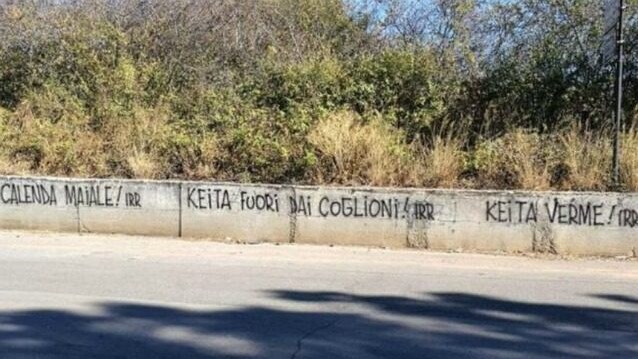 CALENDA MAIALE! IRR
KEITA FUORI DAI COGLIONI! IRR
KEITA VERME! IRR